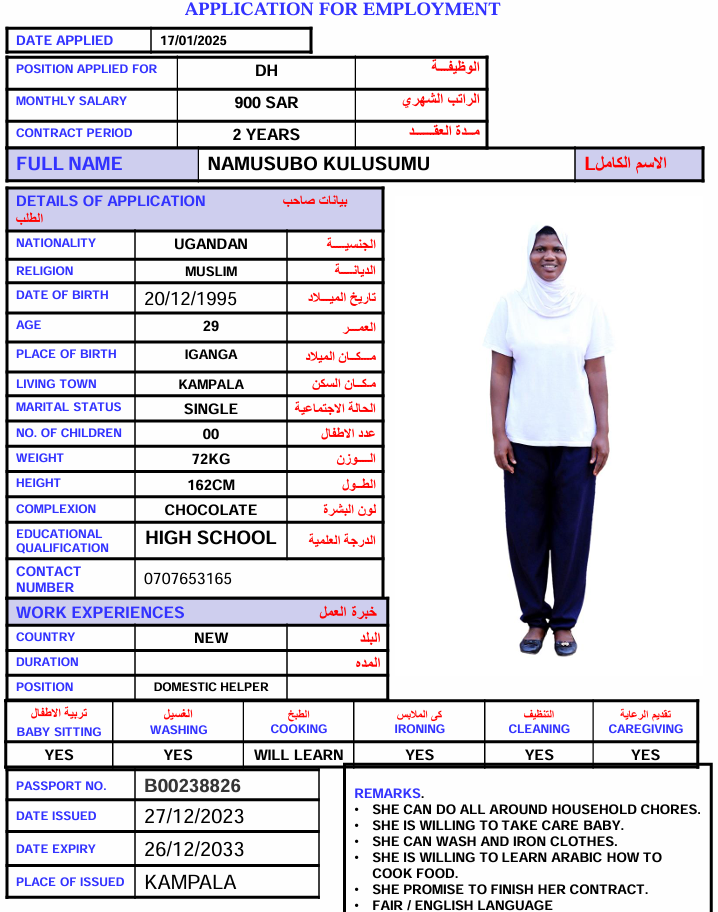 APPLICATION FOR EMPLOYMENT
DATE APPLIED 17/01/2025
POSITION APPLIED FOR DH الوظيفـــة
MONTHLY SALARY 900 SAR الراتب الشهري
CONTRACT PERIOD 2 YEARS مــدة العقــــد
FULL NAME NAMUSUBO KULUSUMU الاسم الكاملL
DETAILS OF APPLICATION بيانات صاحب
الطلب
NATIONALITY UGANDAN الجنسيـــة
RELIGION MUSLIM الديانـــة
DATE OF BIRTH 20/12/1995 تاريخ الميــلاد
AGE 29 العمــر
PLACE OF BIRTH IGANGA مــكــان الميلاد
LIVING TOWN KAMPALA مـكــان السكن
MARITAL STATUS SINGLE الحالة الاجتماعية
NO. OF CHILDREN 00 عدد الاطفال
WEIGHT 72KG الـــوزن
HEIGHT 162CM الطــول
COMPLEXION CHOCOLATE لون البشرة
EDUCATIONAL
QUALIFICATION HIGH SCHOOL الدرجة العلمية
CONTACT
NUMBER 0707653165
WORK EXPERIENCES خبرة العمل
COUNTRY NEW البلد
DURATION المده
POSITION DOMESTIC HELPER
تربية الاطفال الغسيل الطبخ كى الملابس التنظيف تقديم الرعاية
BABY SITTING WASHING COOKING IRONING CLEANING CAREGIVING
YES YES WILL LEARN YES YES YES
PASSPORT NO. B00238826
DATE ISSUED 27/12/2023
DATE EXPIRY 26/12/2033
PLACE OF ISSUED KAMPALA
REMARKS.
• SHE CAN DO ALL AROUND HOUSEHOLD CHORES.
• SHE IS WILLING TO TAKE CARE BABY.
• SHE CAN WASH AND IRON CLOTHES.
• SHE IS WILLING TO LEARN ARABIC HOW TO
COOK FOOD.
• SHE PROMISE TO FINISH HER CONTRACT.
• FAIR / ENGLISH LANGUAGE